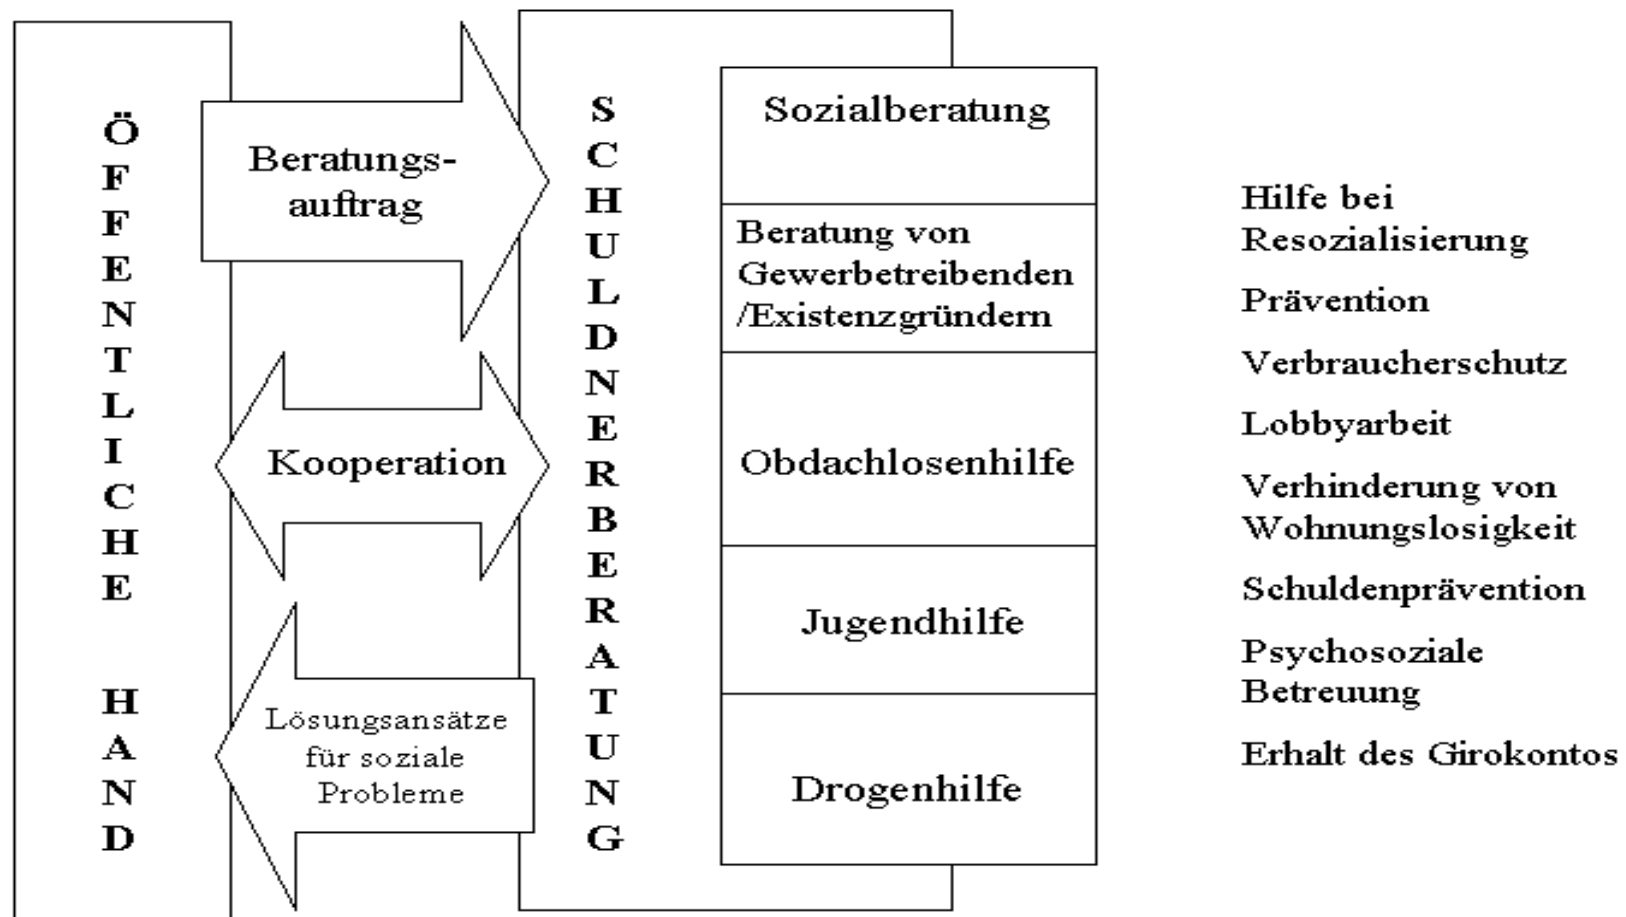 ÖFFENTLICHE HAND
Beratungs-
auftrag
Kooperation
Lösungsansätze
für soziale
Probleme
SCHULDNERBERATUNG
Sozialberatung
Beratung von
Gewerbetreibenden
/Existenzgründern
Obdachlosenhilfe
Jugendhilfe
Drogenhilfe
Hilfe bei
Resozialisierung
Prävention
Verbraucherschutz
Lobbyarbeit
Verhinderung von
Wohnungslosigkeit
Schuldenprävention
Psychosoziale
Betreuung
Erhalt des Girokontos